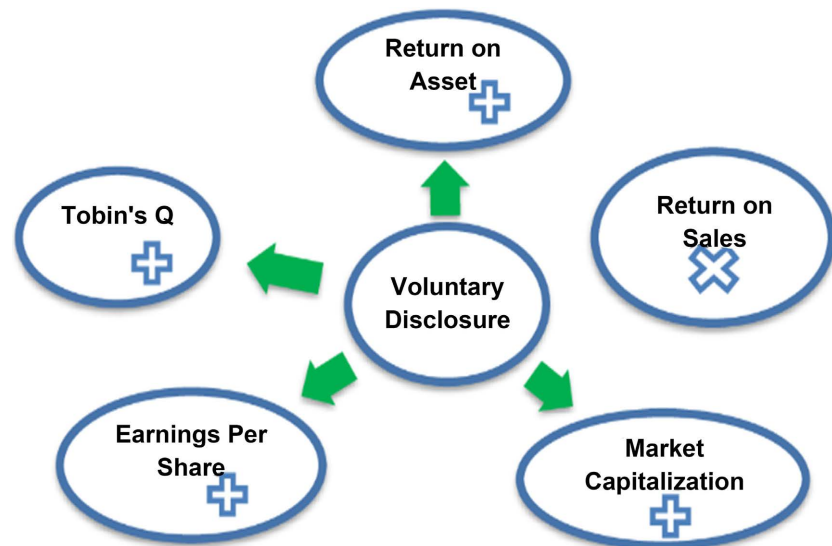 Return on
Asset
Tobin's Q
Return on
Sales
Voluntary
Disclosure
Earnings Per
Share
Market
Capitalization